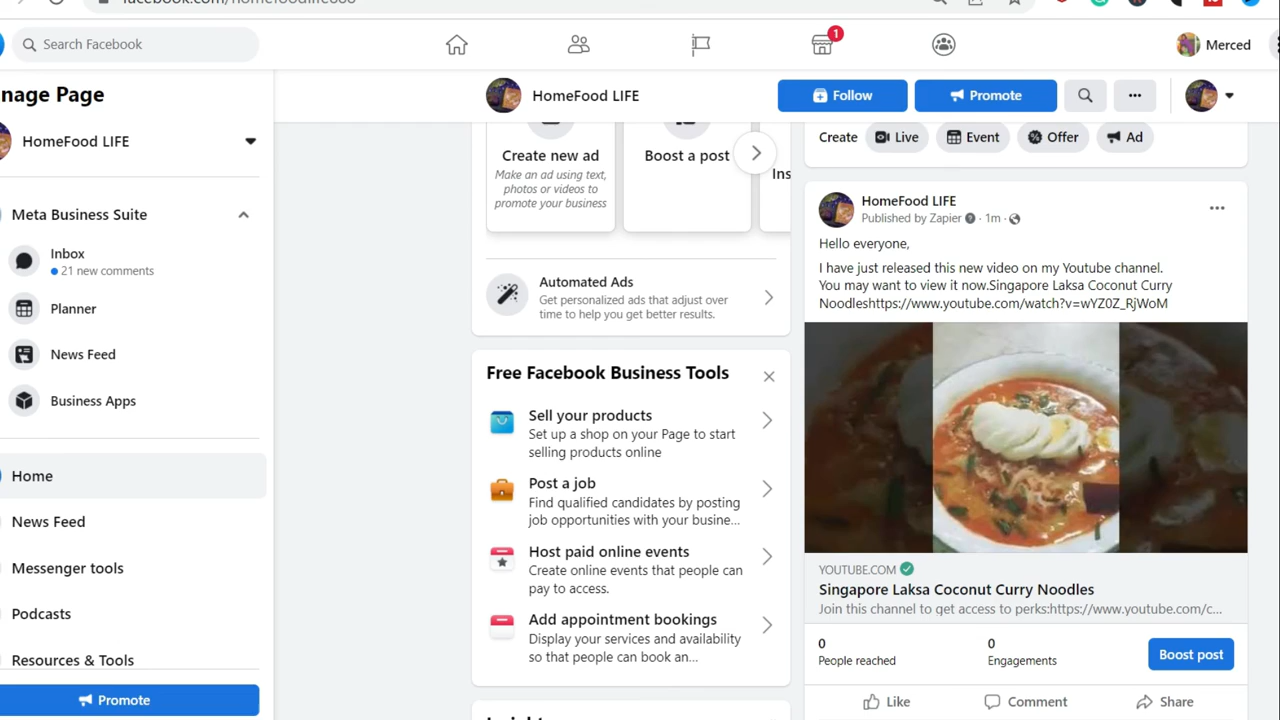 facebook.com/homefoodlife888
Search Facebook
1
Merced
nage Page
HomeFood LIFE
Meta Business Suite
Inbox
21 new comments
Planner
News Feed
Business Apps
Home
News Feed
Messenger tools
Podcasts
Resources & Tools
Promote
HomeFood LIFE
Follow
Promote
Create new ad
Make an ad using text,
photos or videos to
promote your business
Boost a post
Ins
Automated Ads
Get personalized ads that adjust over
time to help you get better results.
Free Facebook Business Tools
Sell your products
Set up a shop on your Page to start
selling products online
Post a job
Find qualified candidates by posting
job opportunities with your busine...
Host paid online events
Create online events that people can
pay to access.
Add appointment bookings
Display your services and availability
so that people can book an...
Create
Live
Event
Offer
Ad
HomeFood LIFE
Published by Zapier · 1m ·
Hello everyone,
I have just released this new video on my Youtube channel.
You may want to view it now.Singapore Laksa Coconut Curry
Noodleshttps://www.youtube.com/watch?v=wYZ0Z_RjWoM
YOUTUBE.COM
Singapore Laksa Coconut Curry Noodles
Join this channel to get access to perks:https://www.youtube.com/c...
0
People reached
0
Engagements
Boost post
Like
Comment
Share